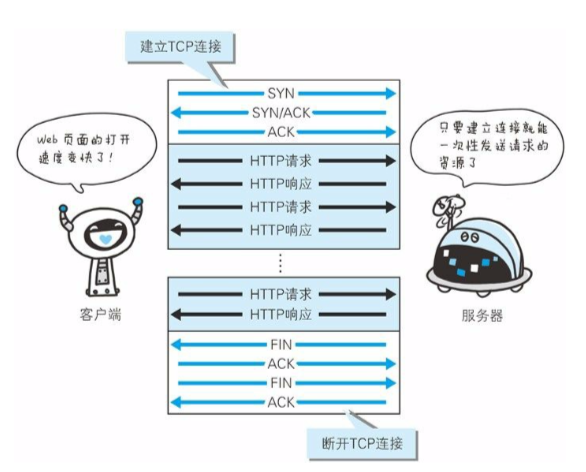 建立TCP连接
SYN
SYN/ACK
ACK
Web 页面的打开
速度变快了!
只要建立连接就能
一次性发送请求的
资源了
HTTP请求
HTTP响应
HTTP请求
HTTP响应
HTTP请求
HTTP响应
客户端
服务器
FIN
ACK
FIN
ACK
断开TCP连接